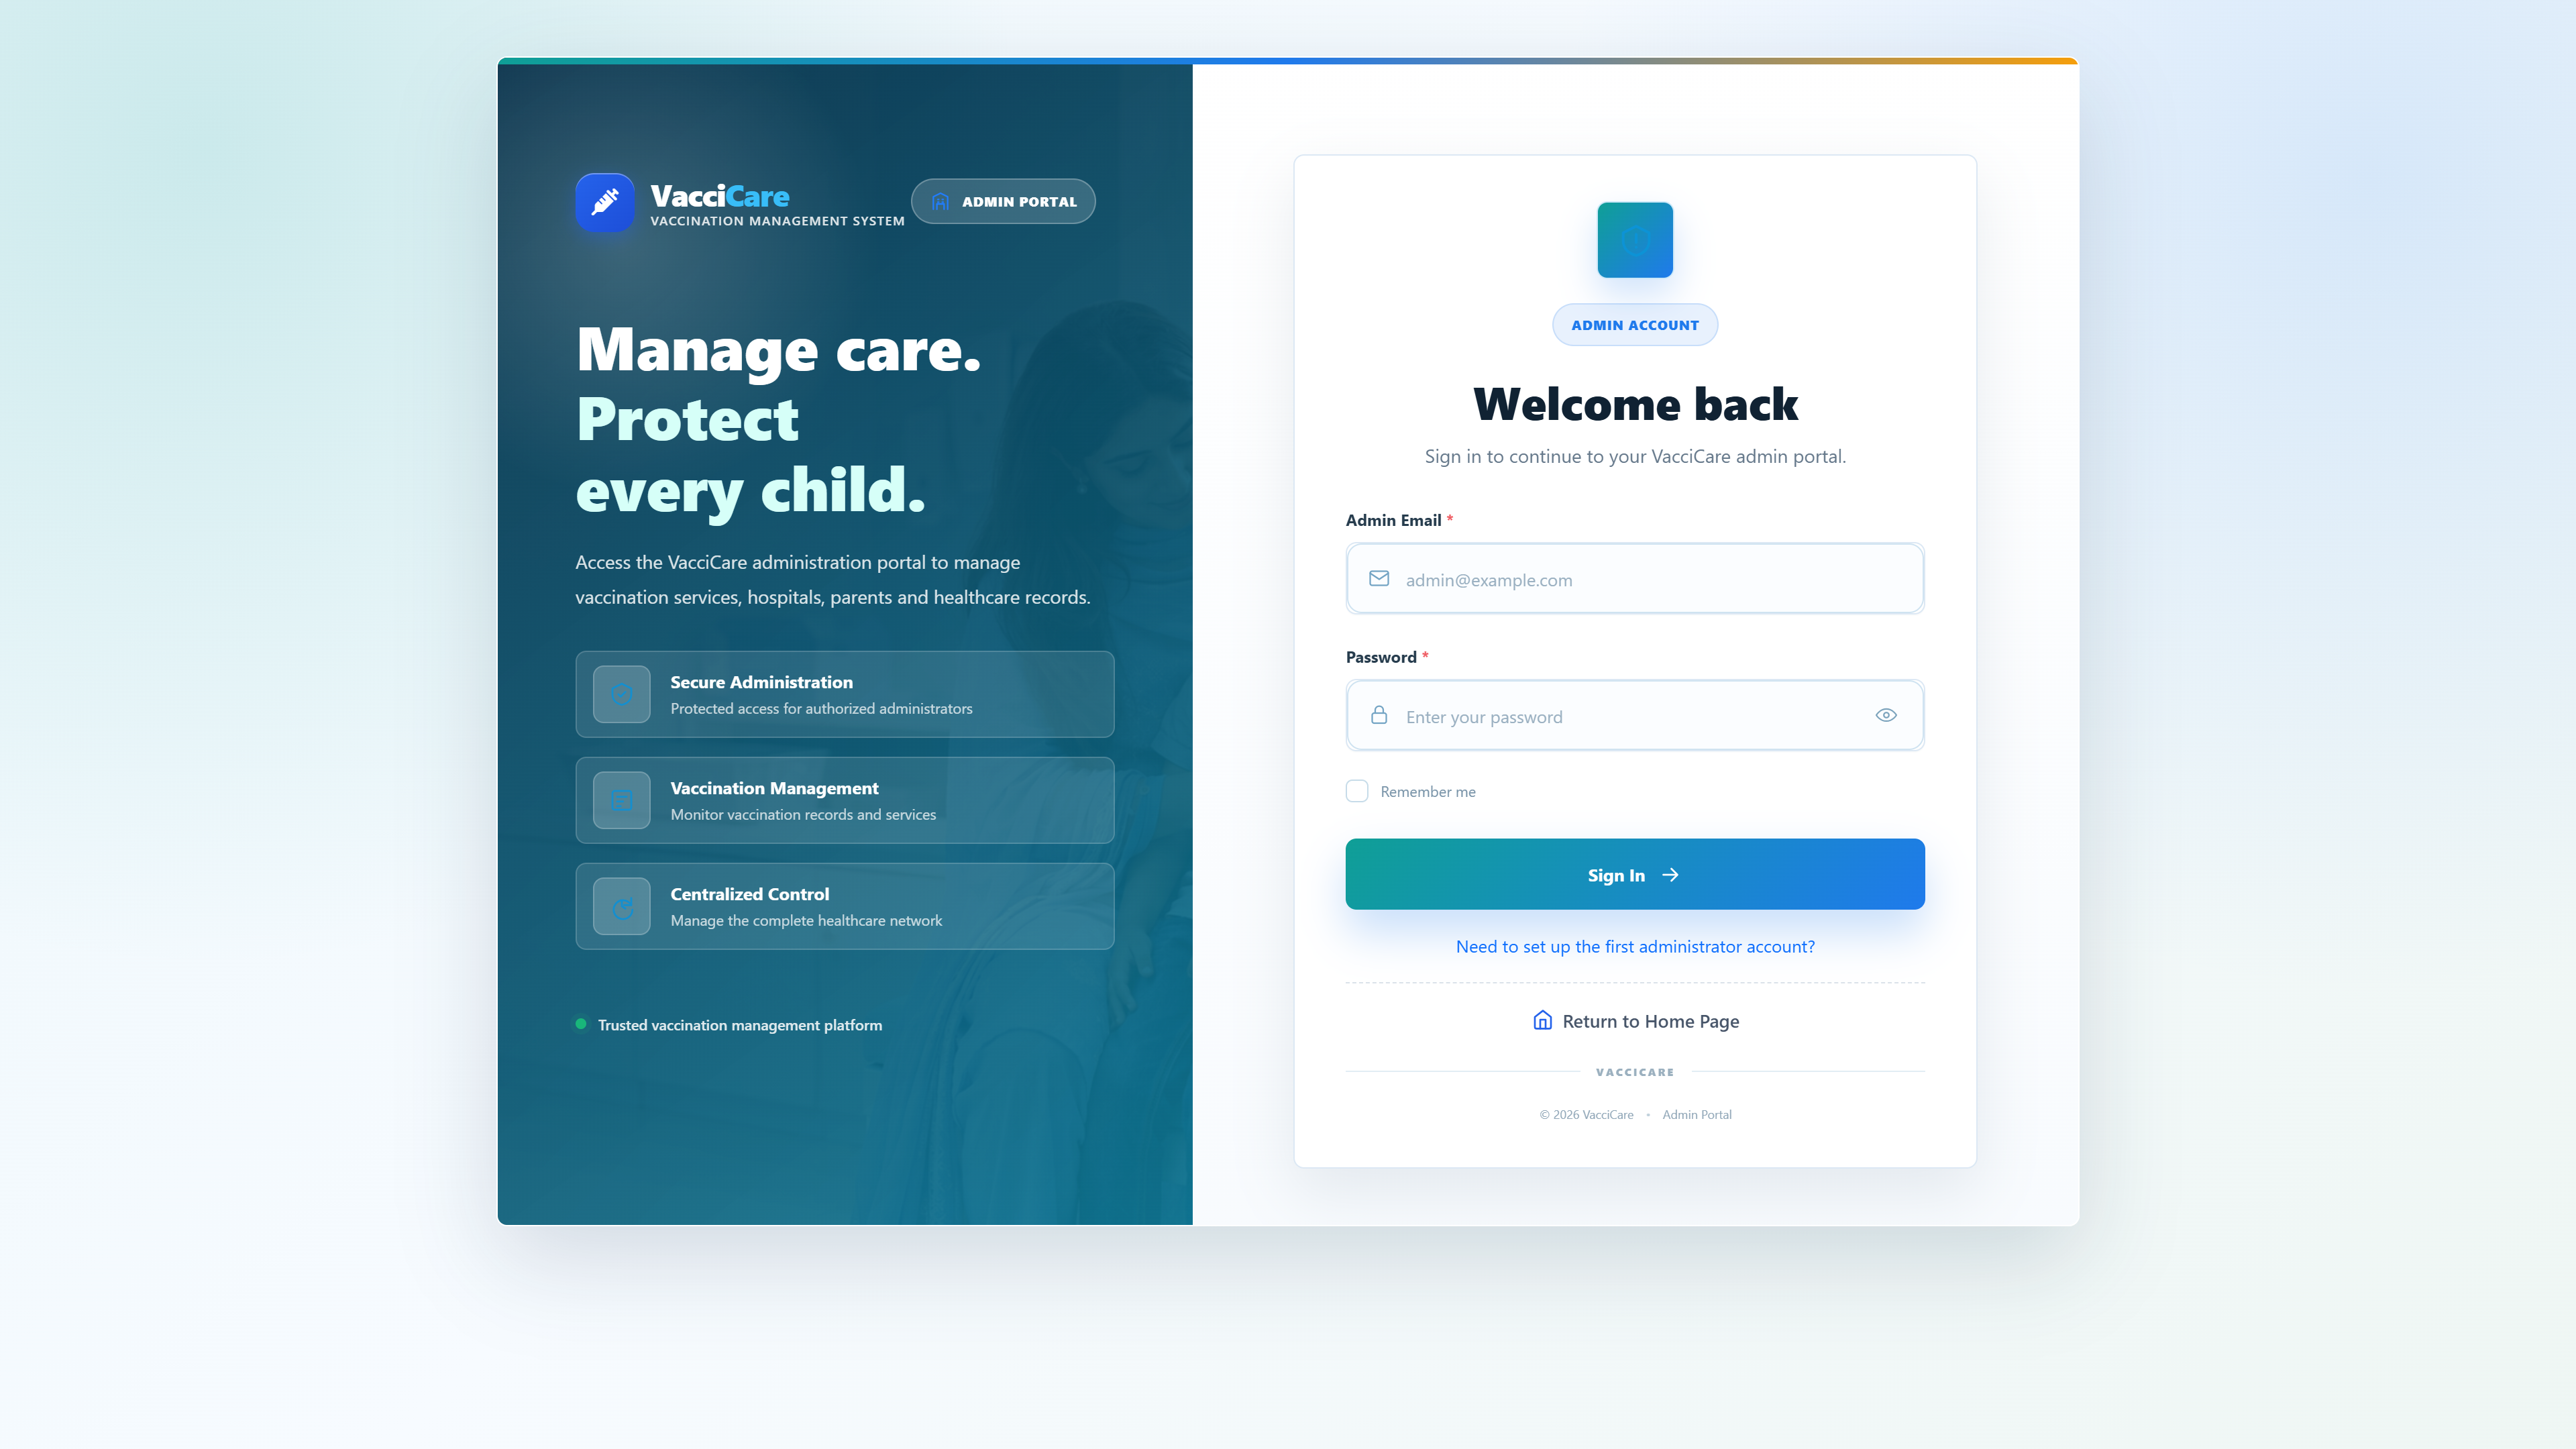 VacciCare
VACCINATION MANAGEMENT SYSTEM
ADMIN PORTAL
Manage care.
Protect
every child.
Access the VacciCare administration portal to manage
vaccination services, hospitals, parents and healthcare records.
Secure Administration
Protected access for authorized administrators
Vaccination Management
Monitor vaccination records and services
Centralized Control
Manage the complete healthcare network
Trusted vaccination management platform
ADMIN ACCOUNT
Welcome back
Sign in to continue to your VacciCare admin portal.
Admin Email *
admin@example.com
Password *
Enter your password
Remember me
Sign In →
Need to set up the first administrator account?
Return to Home Page
VACCICARE
© 2026 VacciCare • Admin Portal